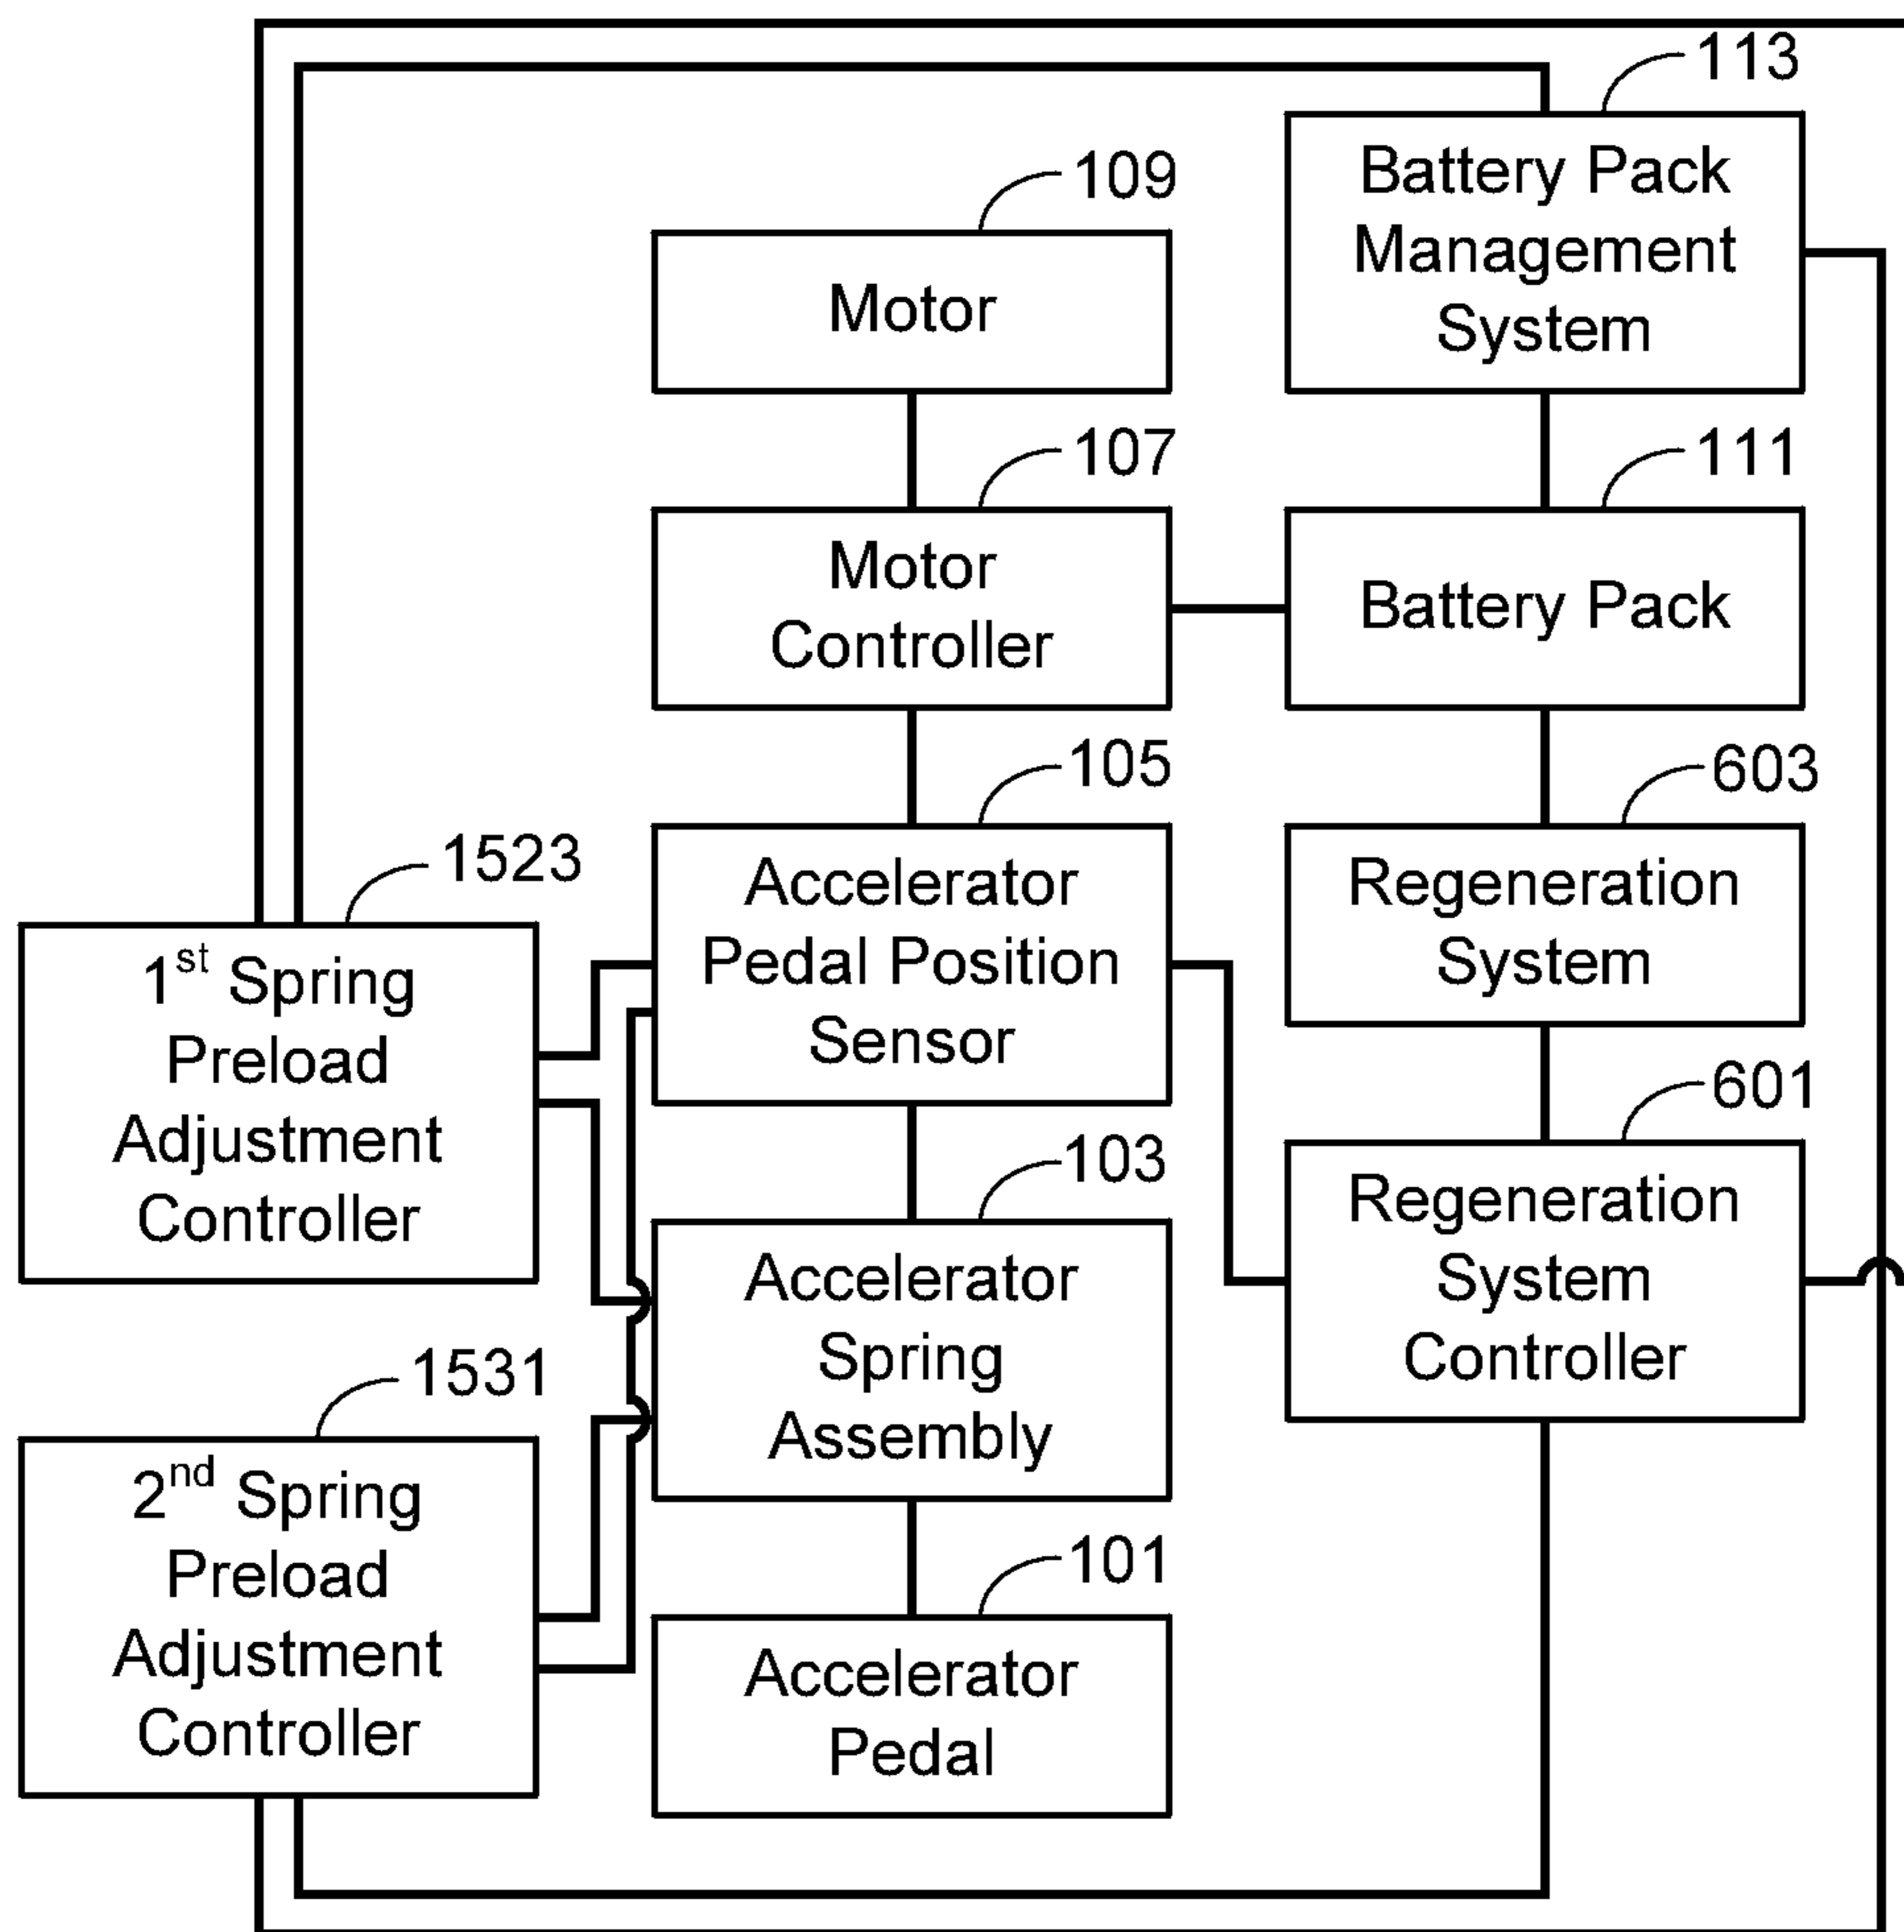 113
Battery Pack
Management
System
109
Motor
107
Motor
Controller
111
Battery Pack
105
Accelerator
Pedal Position
Sensor
603
Regeneration
System
1523
1st Spring
Preload
Adjustment
Controller
103
Accelerator
Spring
Assembly
601
Regeneration
System
Controller
1531
2nd Spring
Preload
Adjustment
Controller
101
Accelerator
Pedal